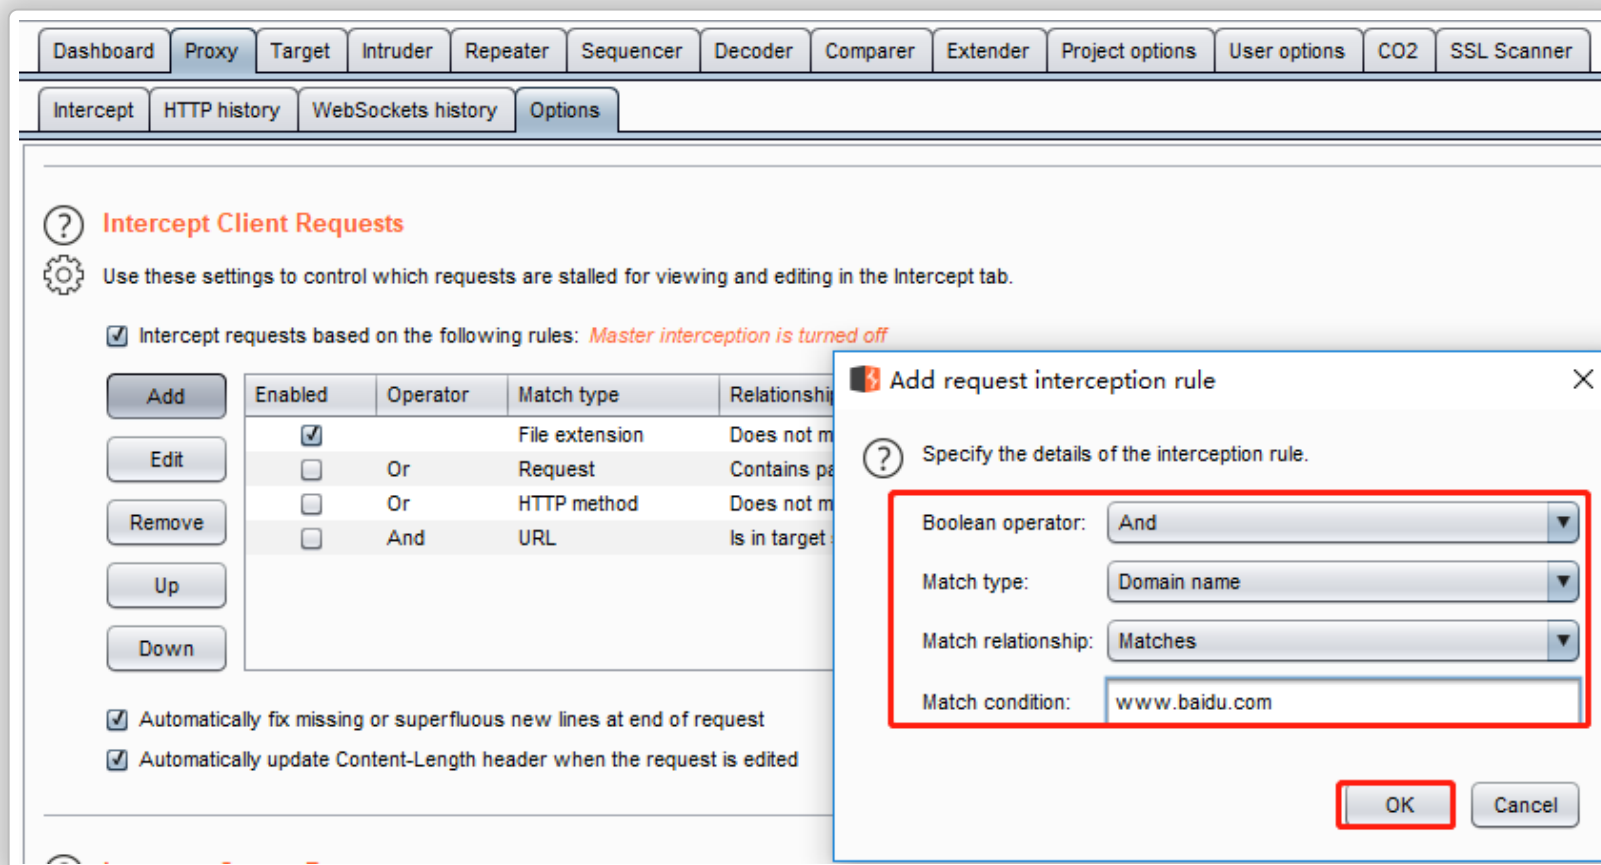 Dashboard Proxy Target Intruder Repeater Sequencer Decoder Comparer Extender Project options User options CO2 SSL Scanner
Intercept HTTP history WebSockets history Options
Intercept Client Requests
Use these settings to control which requests are stalled for viewing and editing in the Intercept tab.
Intercept requests based on the following rules: Master interception is turned off
Add
Edit
Remove
Up
Down
Enabled Operator Match type Relationship
File extension Does not m
Or Request Contains pa
Or HTTP method Does not m
And URL Is in target
Automatically fix missing or superfluous new lines at end of request
Automatically update Content-Length header when the request is edited
Add request interception rule
Specify the details of the interception rule.
Boolean operator: And
Match type: Domain name
Match relationship: Matches
Match condition: www.baidu.com
OK Cancel